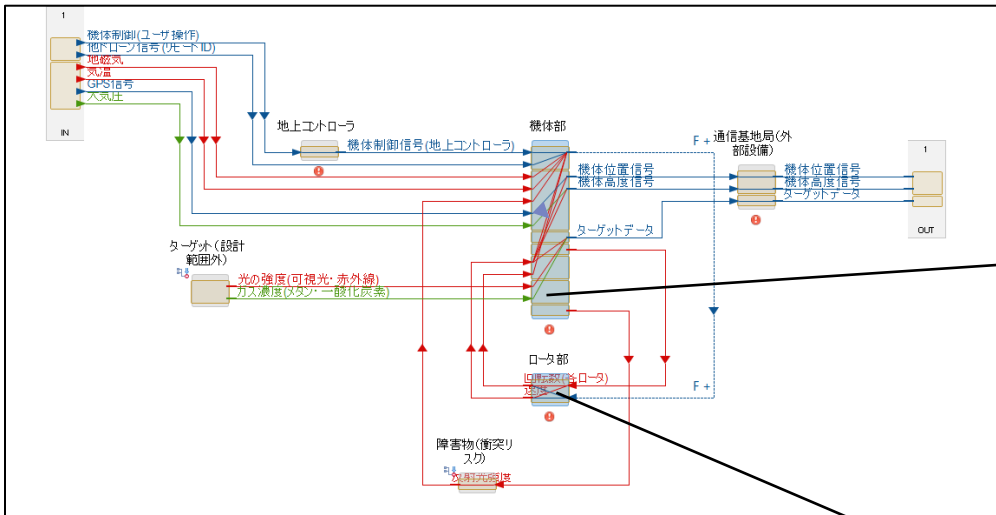 1
機体制御(ユーザ操作)
他ドローン信号(リモートID)
地磁気
気温
GPS信号
大気圧
IN
地上コントローラ
機体制御信号(地上コントローラ)
機体部
F +
通信基地局(外
部設備)
機体位置信号
機体高度信号
ターゲットデータ
機体位置信号
機体高度信号
ターゲットデータ
1
OUT
ターゲット(設計
範囲外)
光の強度(可視光・赤外線)
ガス濃度(メタン・一酸化炭素)
ロータ部
回転数(各ロータ)
速度
F +
障害物(衝突リ
スク)
反射光強度